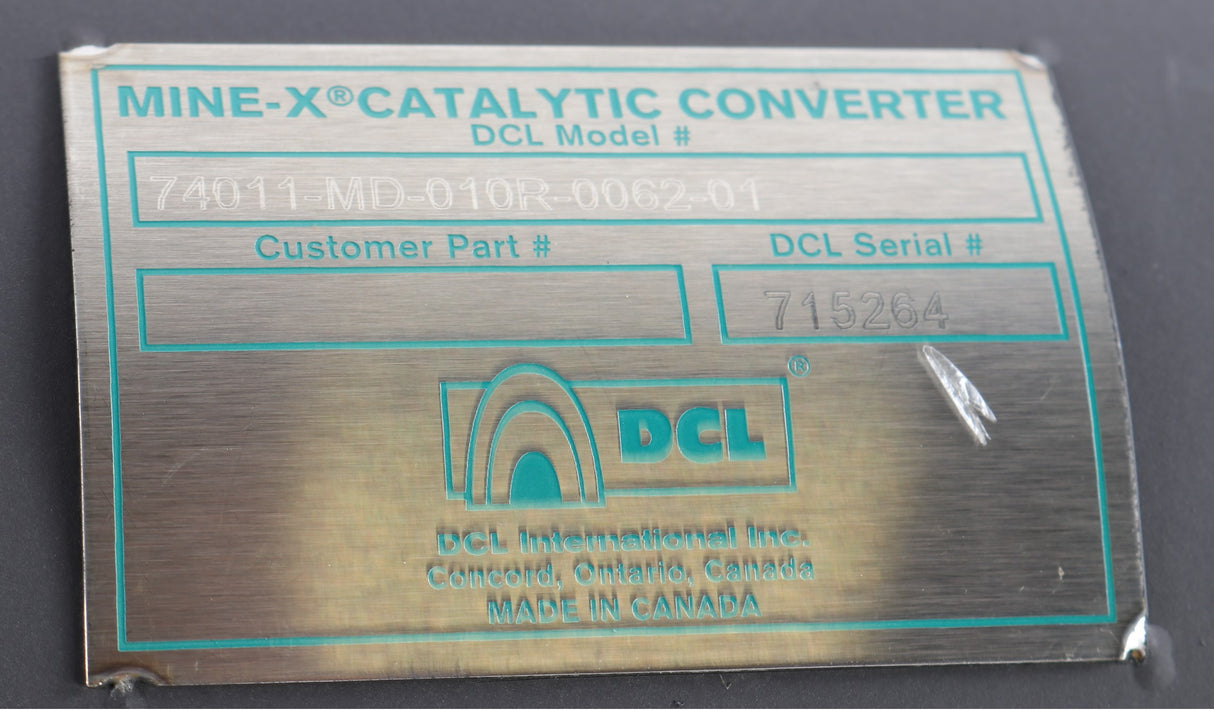 MINE-X® CATALYTIC CONVERTER
DCL Model #
74011-MD-010R-0062-01
Customer Part # DCL Serial #
715264
®
DCL
DCL International Inc.
Concord, Ontario, Canada
MADE IN CANADA